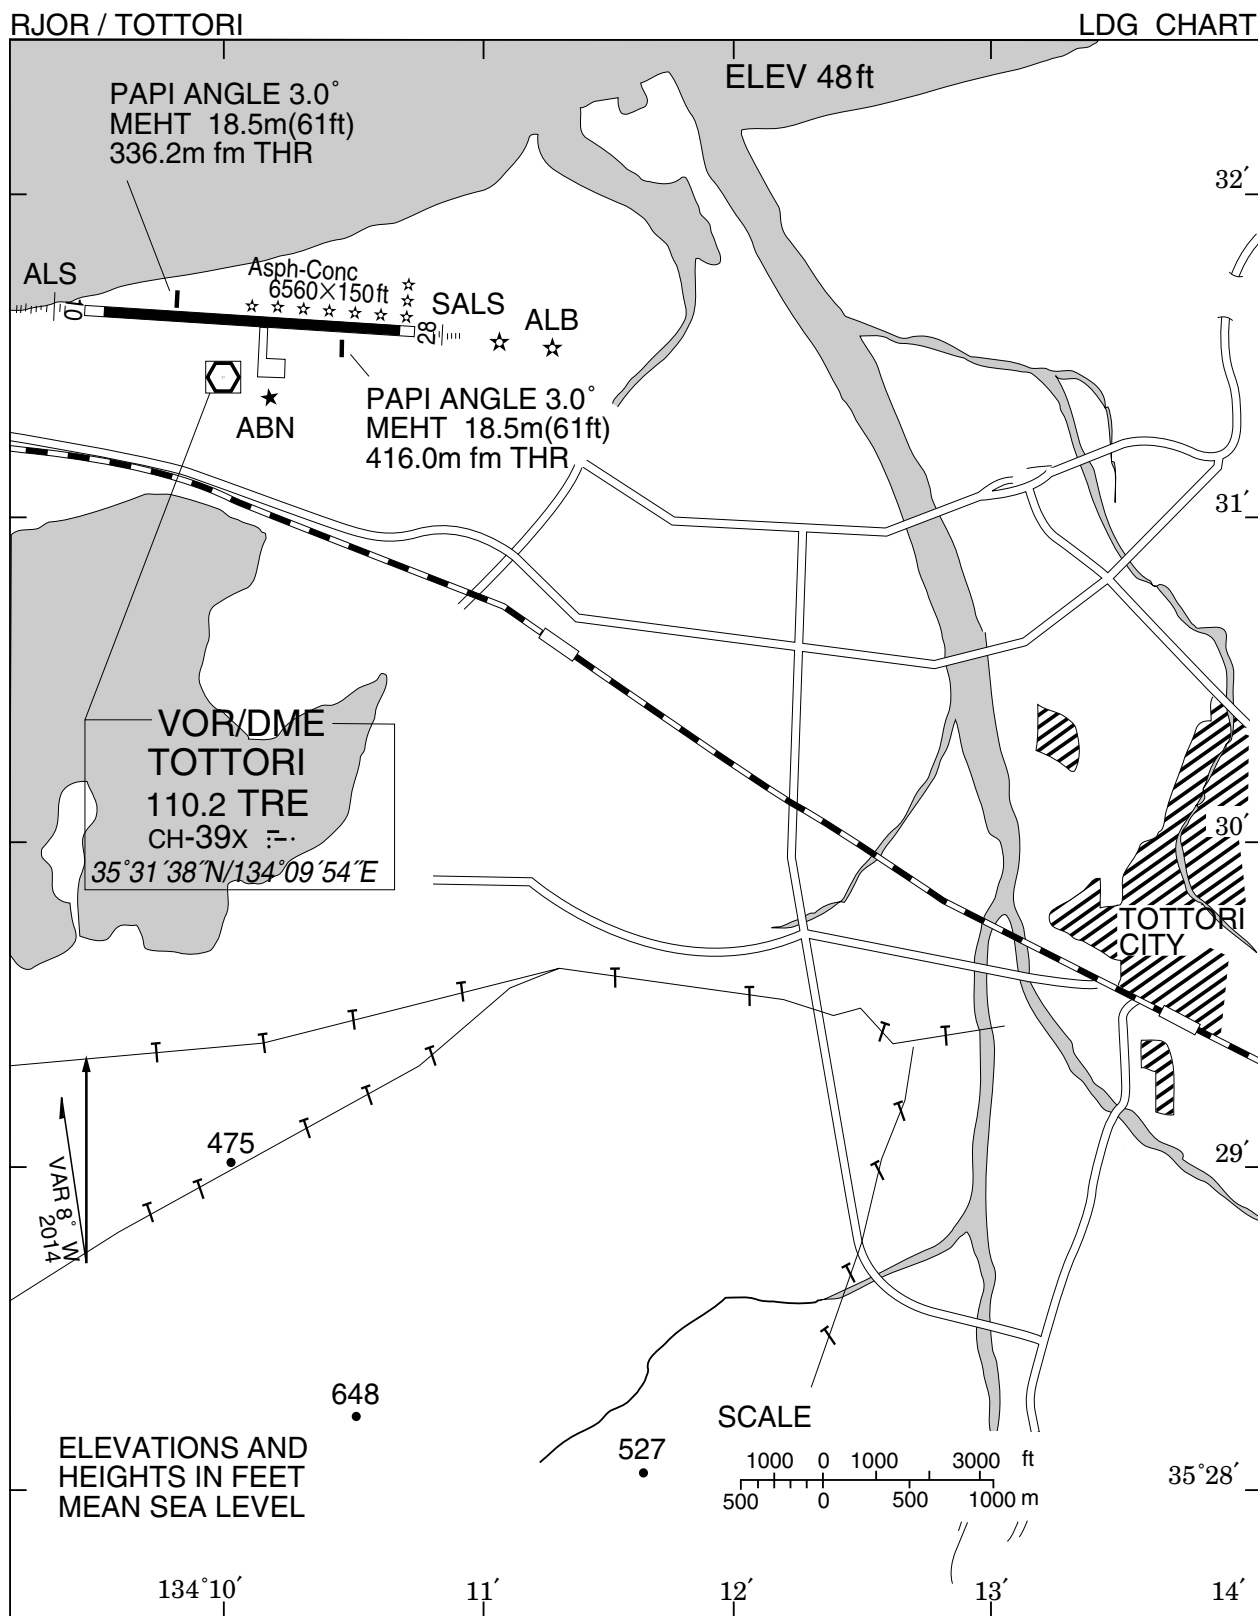 RJOR / TOTTORI
LDG CHART
ELEV 48ft
PAPI ANGLE 3.0°
MEHT 18.5m(61ft)
336.2m fm THR
32′
ALS
Asph-Conc
6560×150ft
SALS
ALB
10
28
ABN
PAPI ANGLE 3.0°
MEHT 18.5m(61ft)
416.0m fm THR
31′
VOR/DME
TOTTORI
110.2 TRE
CH-39X
35°31′38″N/134°09′54″E
30′
TOTTORI
CITY
475
29′
VAR 8° W
2014
648
527
SCALE
1000 0 1000 3000 ft
500 0 500 1000 m
ELEVATIONS AND
HEIGHTS IN FEET
MEAN SEA LEVEL
35°28′
134°10′ 11′ 12′ 13′ 14′